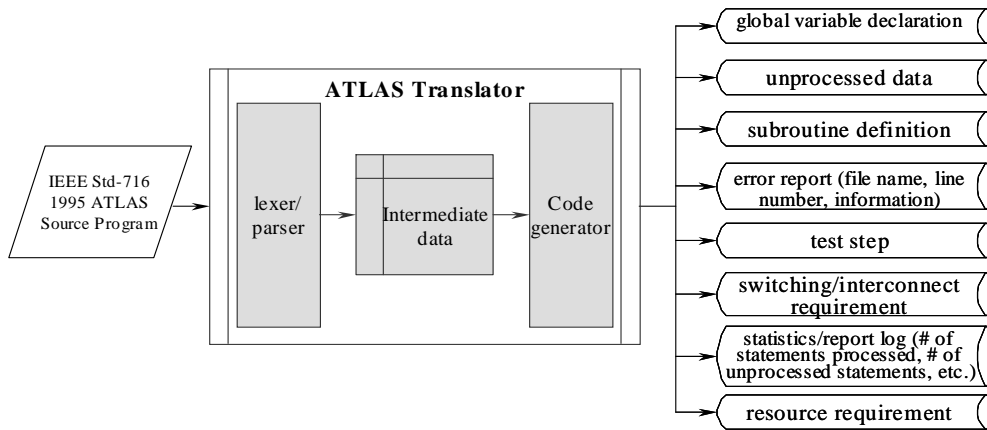 IEEE Std-716
1995 ATLAS
Source Program
ATLAS Translator
lexer/
parser
Intermediate
data
Code
generator
global variable declaration
unprocessed data
subroutine definition
error report (file name, line
number, information)
test step
switching/interconnect
requirement
statistics/report log (# of
statements processed, # of
unprocessed statements, etc.)
resource requirement